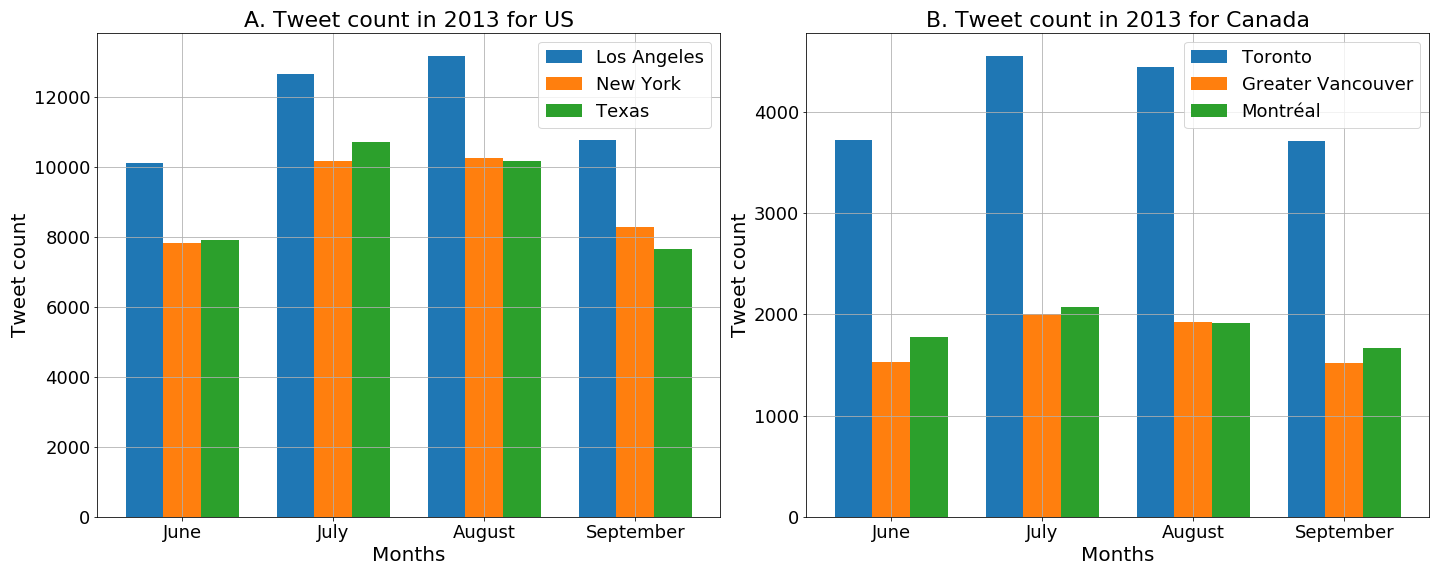 A. Tweet count in 2013 for US
Tweet count
12000
10000
8000
6000
4000
2000
0
Los Angeles
New York
Texas
June July August September
Months
B. Tweet count in 2013 for Canada
Tweet count
4000
3000
2000
1000
0
Toronto
Greater Vancouver
Montréal
June July August September
Months